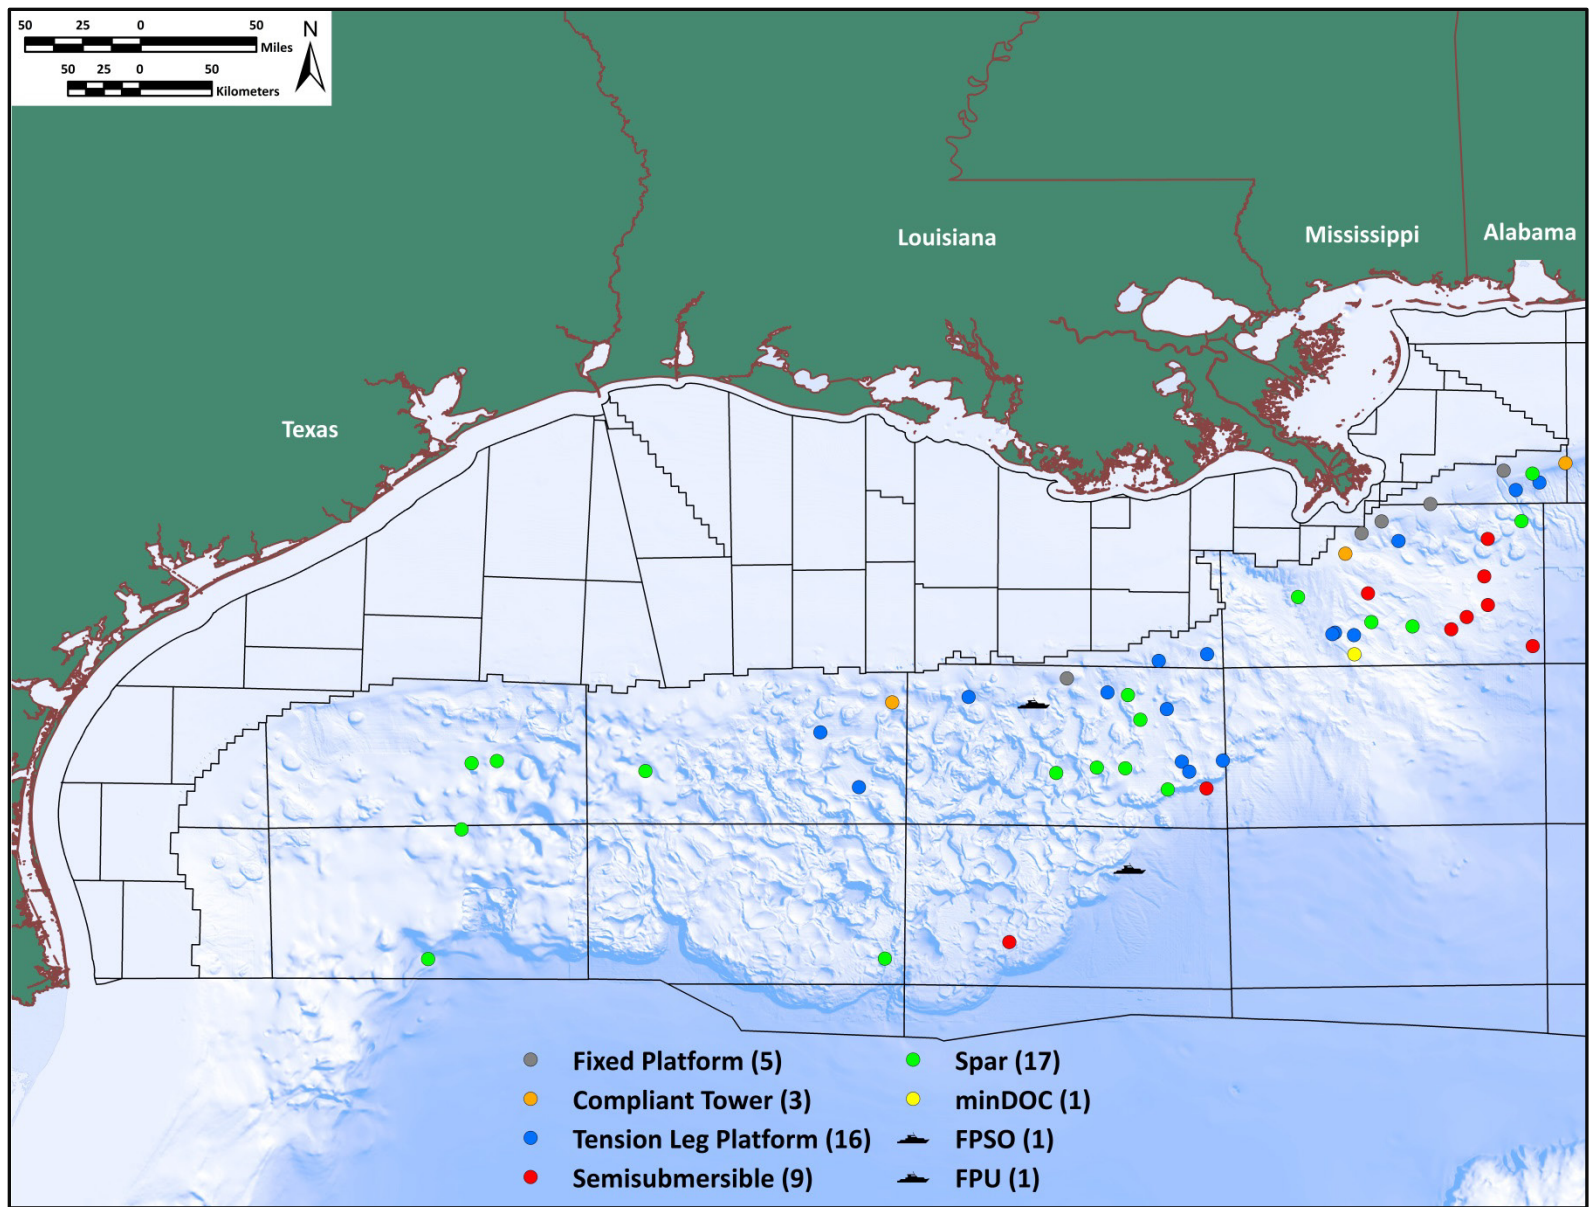 50 25 0 50
Miles
N
50 25 0 50
Kilometers
Louisiana
Mississippi
Alabama
Texas
Fixed Platform (5)
Compliant Tower (3)
Tension Leg Platform (16)
Semisubmersible (9)
Spar (17)
minDOC (1)
FPSO (1)
FPU (1)